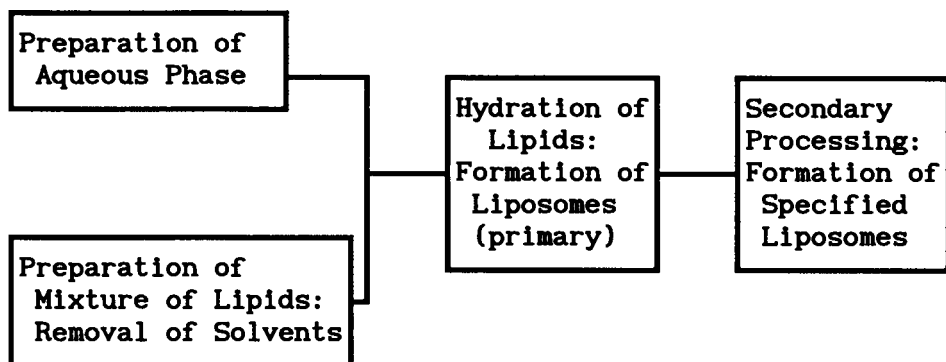 Preparation of
Aqueous Phase
Preparation of
Mixture of Lipids:
Removal of Solvents
Hydration of
Lipids:
Formation of
Liposomes
(primary)
Secondary
Processing:
Formation of
Specified
Liposomes